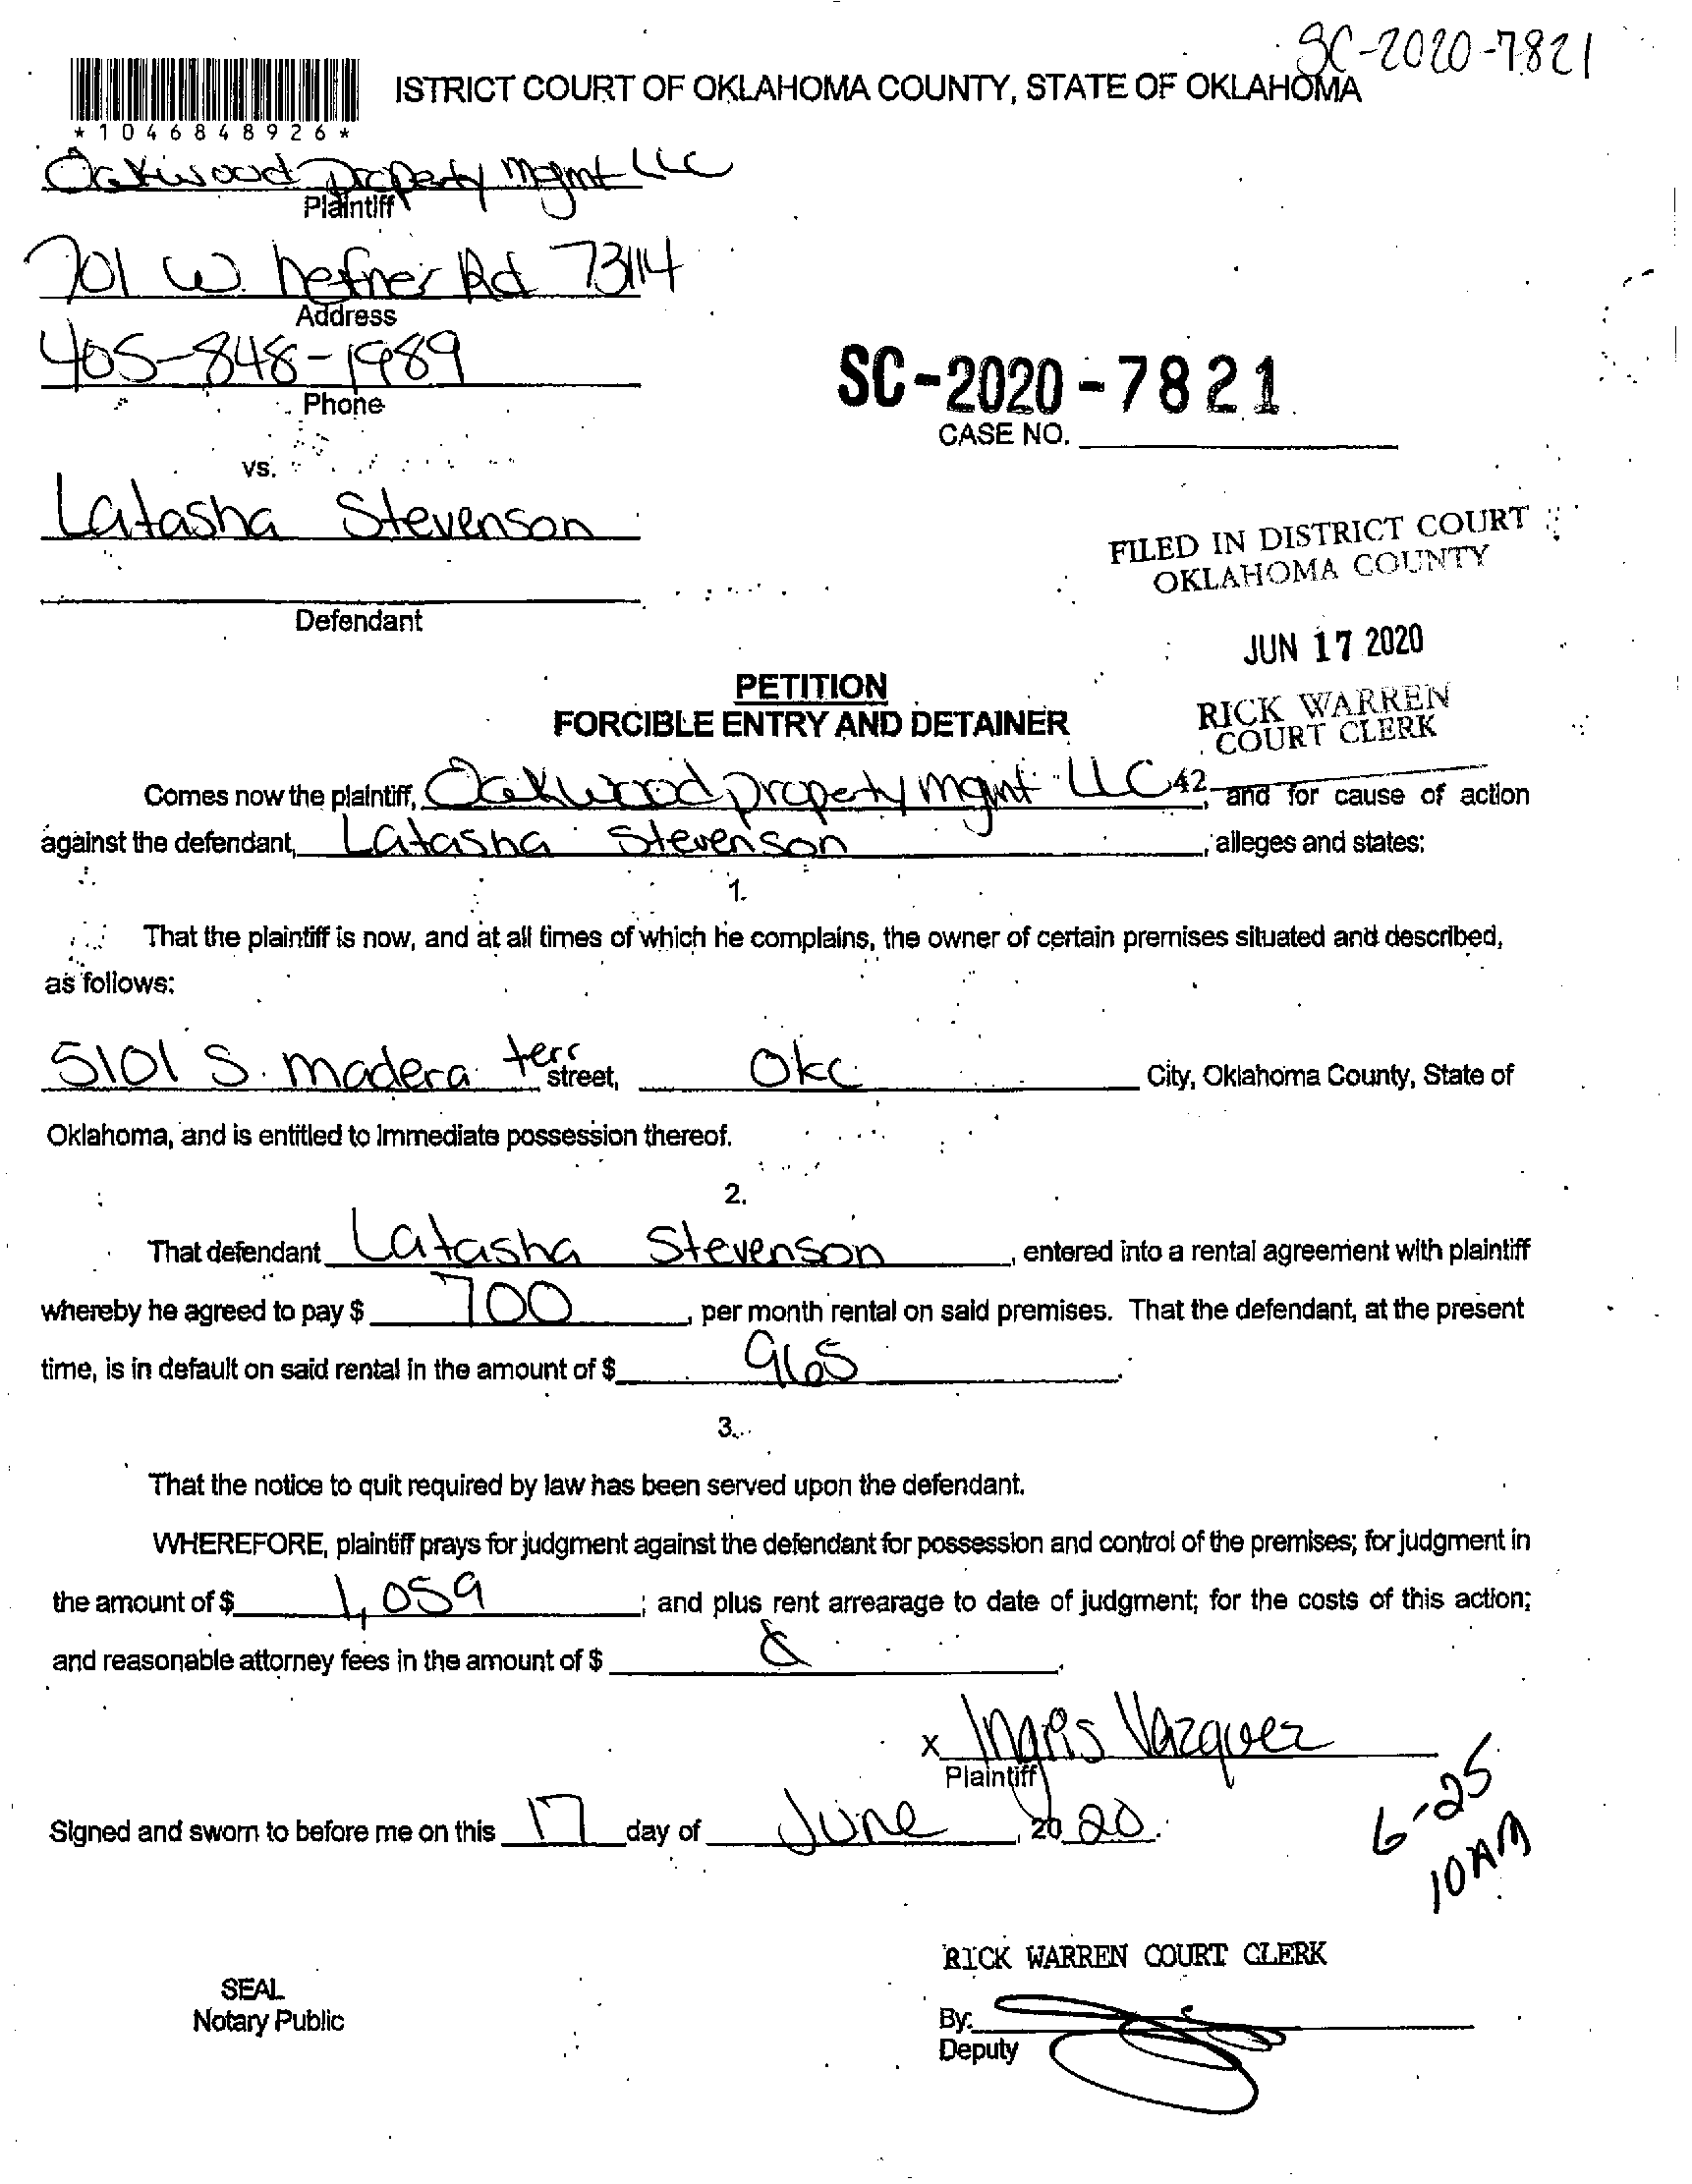 SC-2020-7821
ISTRICT COURT OF OKLAHOMA COUNTY, STATE OF OKLAHOMA
*1046848926*
Oakwood property mgmt LLC
Plaintiff
701 W. hefner Rd 73114
Address
405-848-1989
Phone
SC-2020-7821
CASE NO.
vs.
Latasha Stevenson
FILED IN DISTRICT COURT
OKLAHOMA COUNTY
Defendant
JUN 17 2020
PETITION
RICK WARREN
FORCIBLE ENTRY AND DETAINER
COURT CLERK
Comes now the plaintiff, Oakwood property mgmt LLC 42, and for cause of action
against the defendant, Latasha Stevenson, alleges and states:
1.
That the plaintiff is now, and at all times of which he complains, the owner of certain premises situated and described,
as follows:
5101 S. madera terr street, Okc City, Oklahoma County, State of
Oklahoma, and is entitled to immediate possession thereof.
2.
That defendant Latasha Stevenson, entered into a rental agreement with plaintiff
whereby he agreed to pay $ 700, per month rental on said premises. That the defendant, at the present
time, is in default on said rental in the amount of $ 965.
3.
That the notice to quit required by law has been served upon the defendant.
WHEREFORE, plaintiff prays for judgment against the defendant for possession and control of the premises; for judgment in
the amount of $ 1,059; and plus rent arrearage to date of judgment; for the costs of this action;
and reasonable attorney fees in the amount of $
x Ingris Vazquez
Plaintiff
Signed and sworn to before me on this 17 day of June, 20 20.
6-25
10AM
RICK WARREN COURT CLERK
SEAL
Notary Public
By:
Deputy